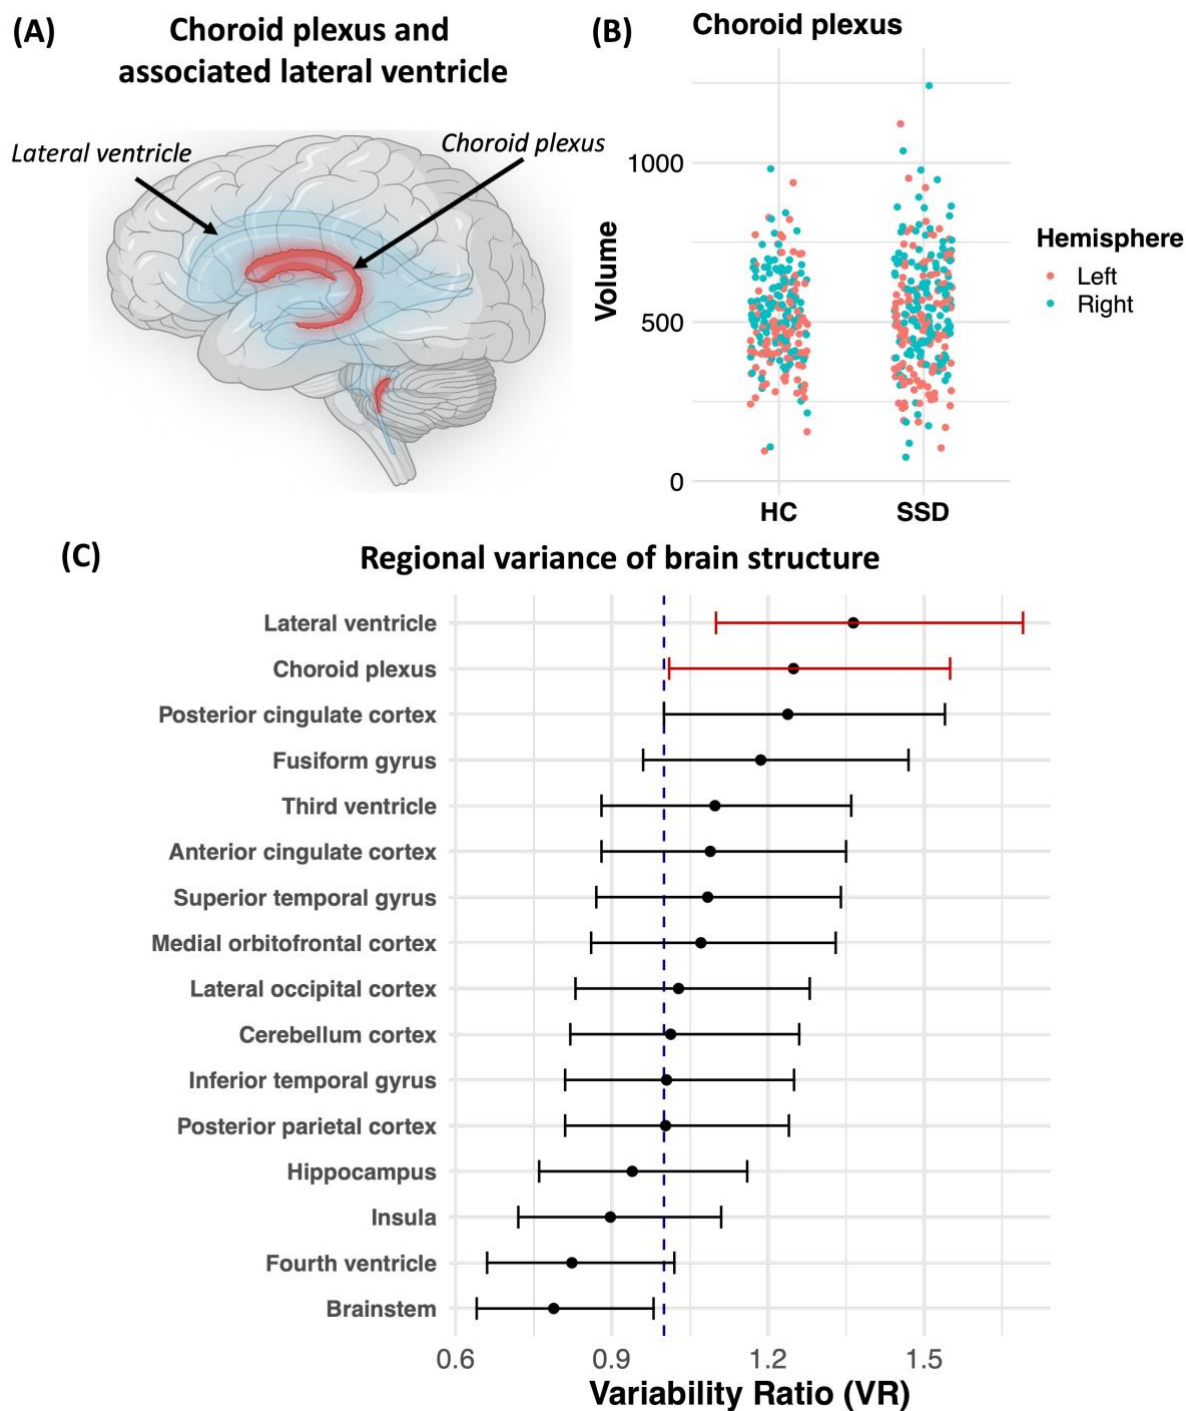 (A)
Choroid plexus and
associated lateral ventricle
Lateral ventricle
Choroid plexus
(B)
Choroid plexus
1000
500
0
Volume
HC
SSD
Hemisphere
Left
Right
(C)
Regional variance of brain structure
Lateral ventricle
Choroid plexus
Posterior cingulate cortex
Fusiform gyrus
Third ventricle
Anterior cingulate cortex
Superior temporal gyrus
Medial orbitofrontal cortex
Lateral occipital cortex
Cerebellum cortex
Inferior temporal gyrus
Posterior parietal cortex
Hippocampus
Insula
Fourth ventricle
Brainstem
0.6 0.9 1.2 1.5
Variability Ratio (VR)